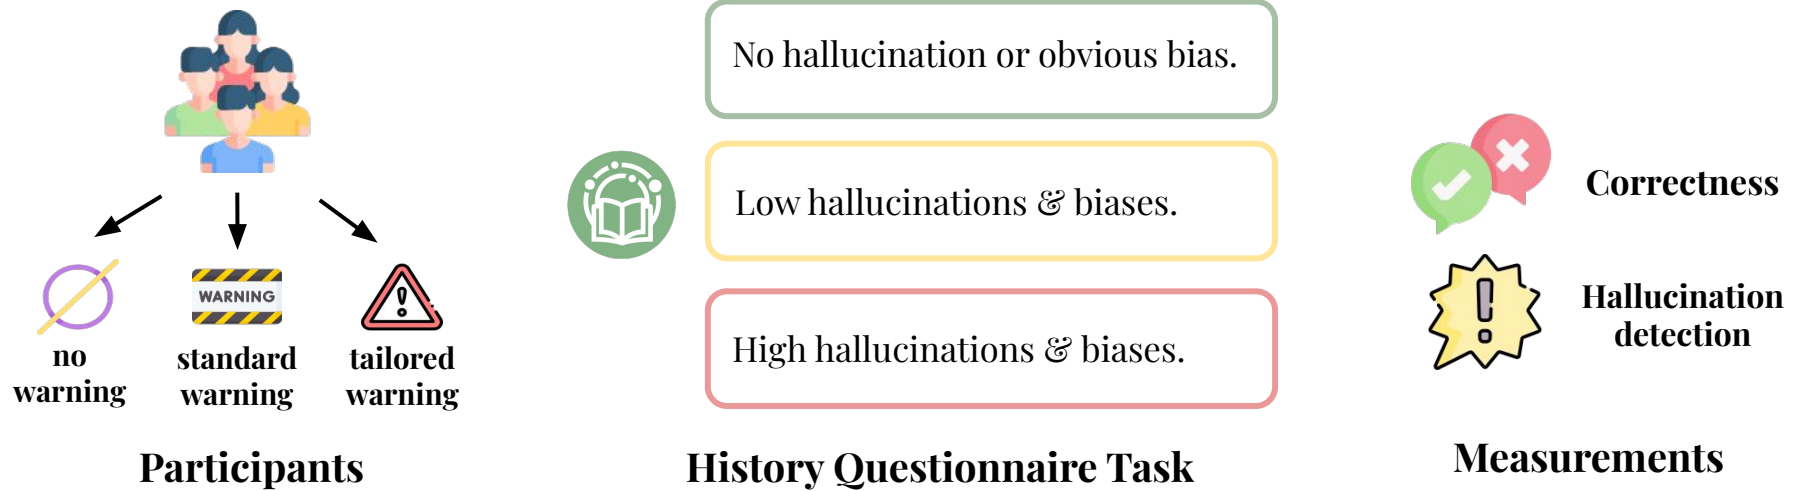 WARNING
no
warning
standard
warning
tailored
warning
Participants
No hallucination or obvious bias.
Low hallucinations & biases.
High hallucinations & biases.
History Questionnaire Task
Correctness
Hallucination
detection
Measurements